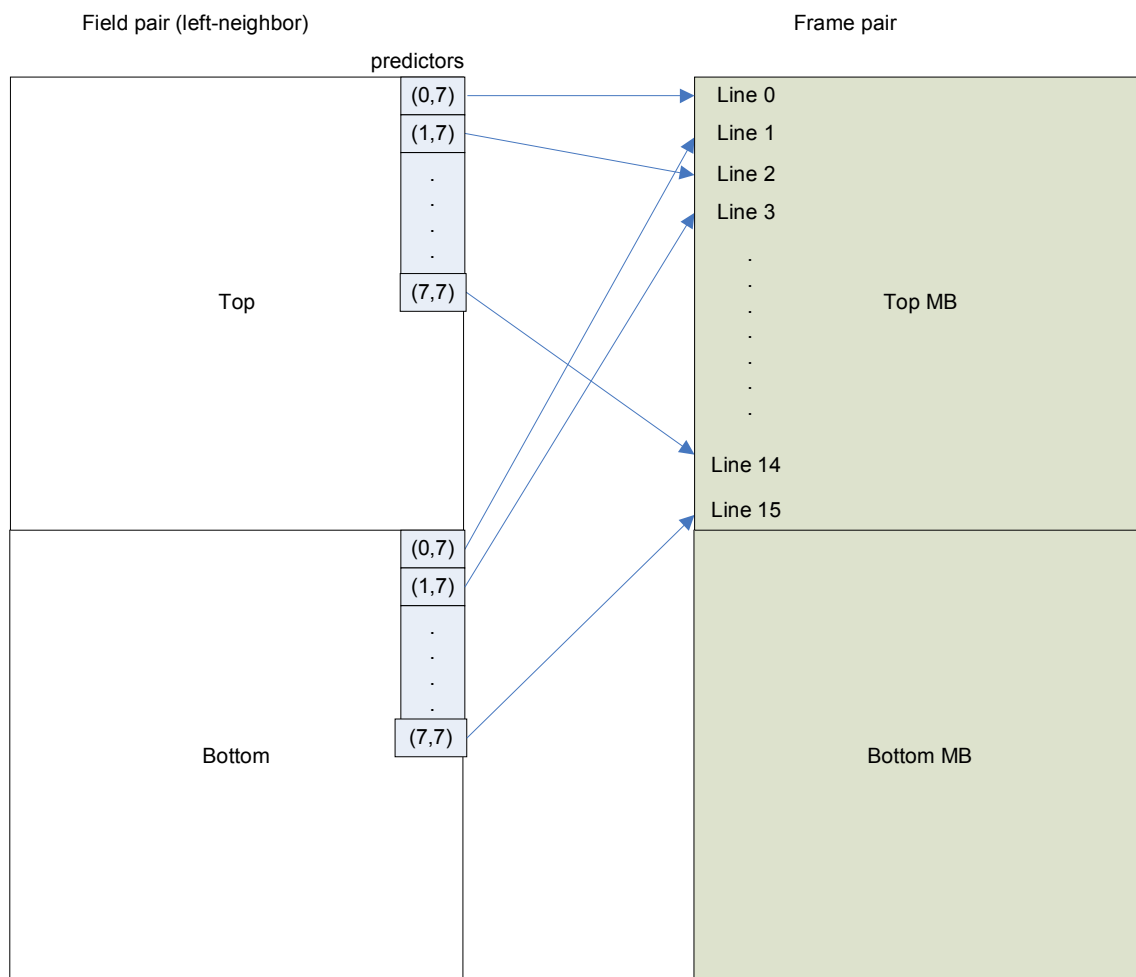 Field pair (left-neighbor)
Frame pair
predictors
(0,7)
(1,7)
.
.
.
.
(7,7)
Top
Line 0
Line 1
Line 2
Line 3
.
.
.
.
.
.
.
Top MB
Line 14
Line 15
(0,7)
(1,7)
.
.
.
.
(7,7)
Bottom
Bottom MB